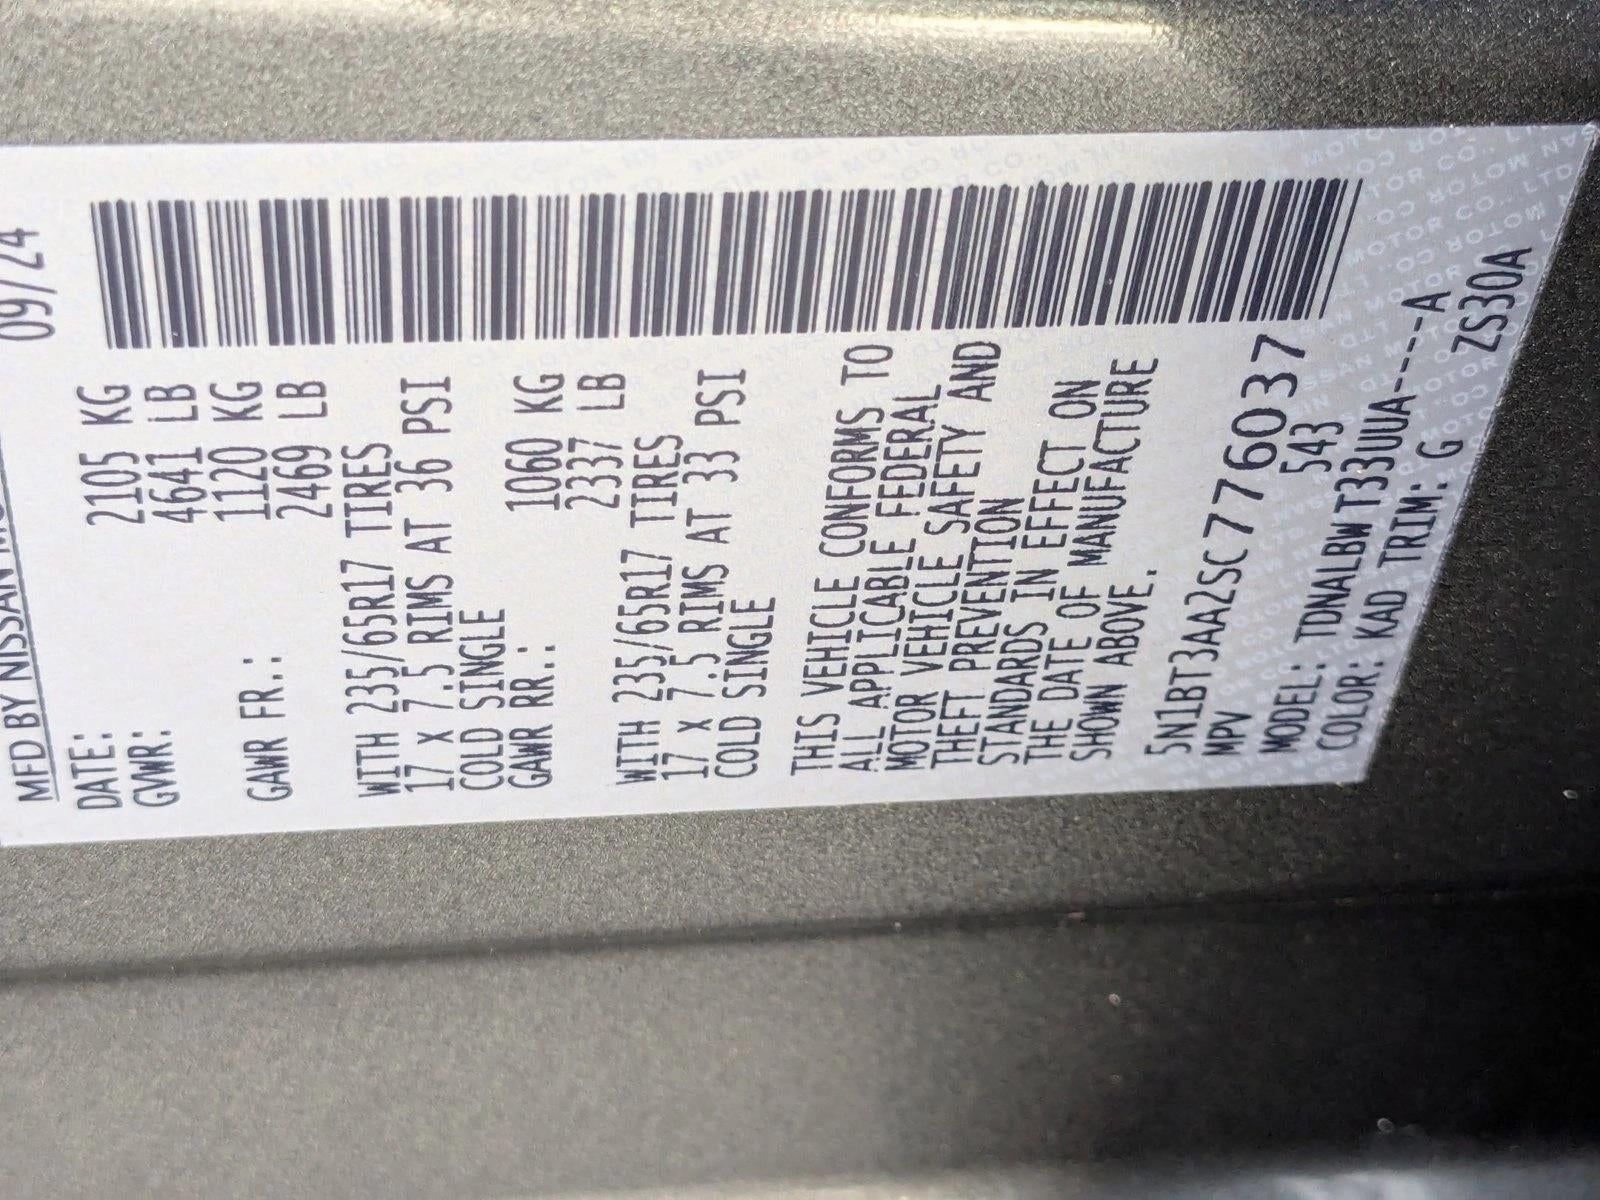 MFD BY NISSAN
DATE: 09/24
GVWR: 2105 KG
4641 LB
GAWR FR.: 1120 KG
2469 LB
WITH 235/65R17 TIRES
17 X 7.5 RIMS AT 36 PSI
COLD SINGLE
GAWR RR.: 1060 KG
2337 LB
WITH 235/65R17 TIRES
17 X 7.5 RIMS AT 33 PSI
COLD SINGLE
THIS VEHICLE CONFORMS TO
ALL APPLICABLE FEDERAL
MOTOR VEHICLE SAFETY AND
THEFT PREVENTION
STANDARDS IN EFFECT ON
THE DATE OF MANUFACTURE
SHOWN ABOVE.
5N1BT3AA2SC776037
MPV 543
MODEL: TDNALBWT33UUA----A
COLOR: KAD TRIM: G ZS30A